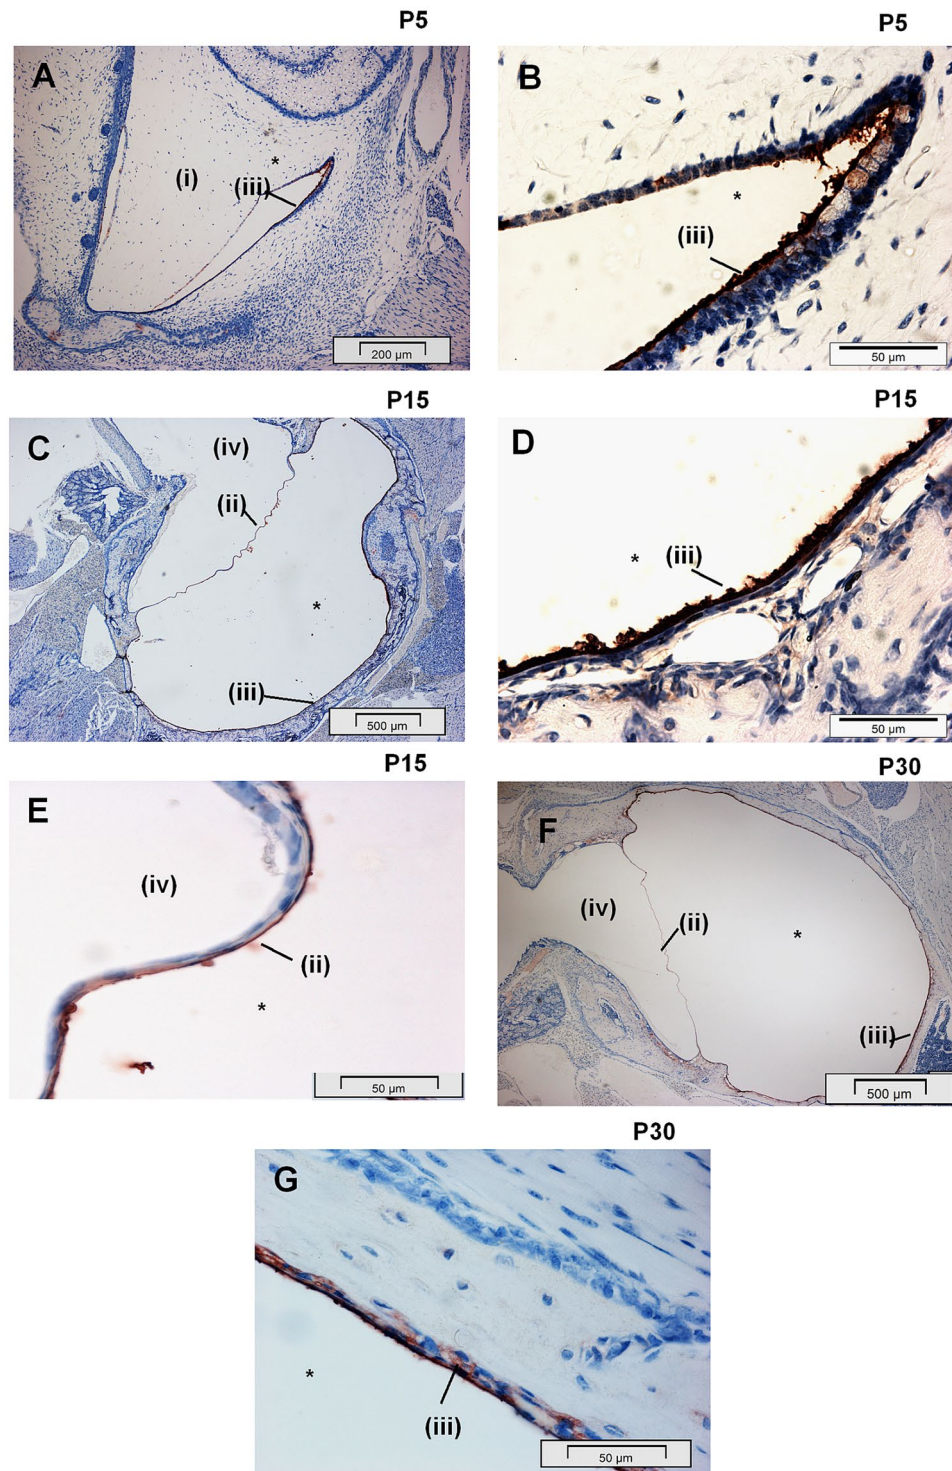 P5
P5
A
(i)
*
(iii)
200 µm
B
*
(iii)
50 µm
P15
P15
C
(iv)
(ii)
*
(iii)
500 µm
D
*
(iii)
50 µm
P15
P30
E
(iv)
(ii)
*
50 µm
F
(iv)
(ii)
*
(iii)
500 µm
P30
G
*
(iii)
50 µm